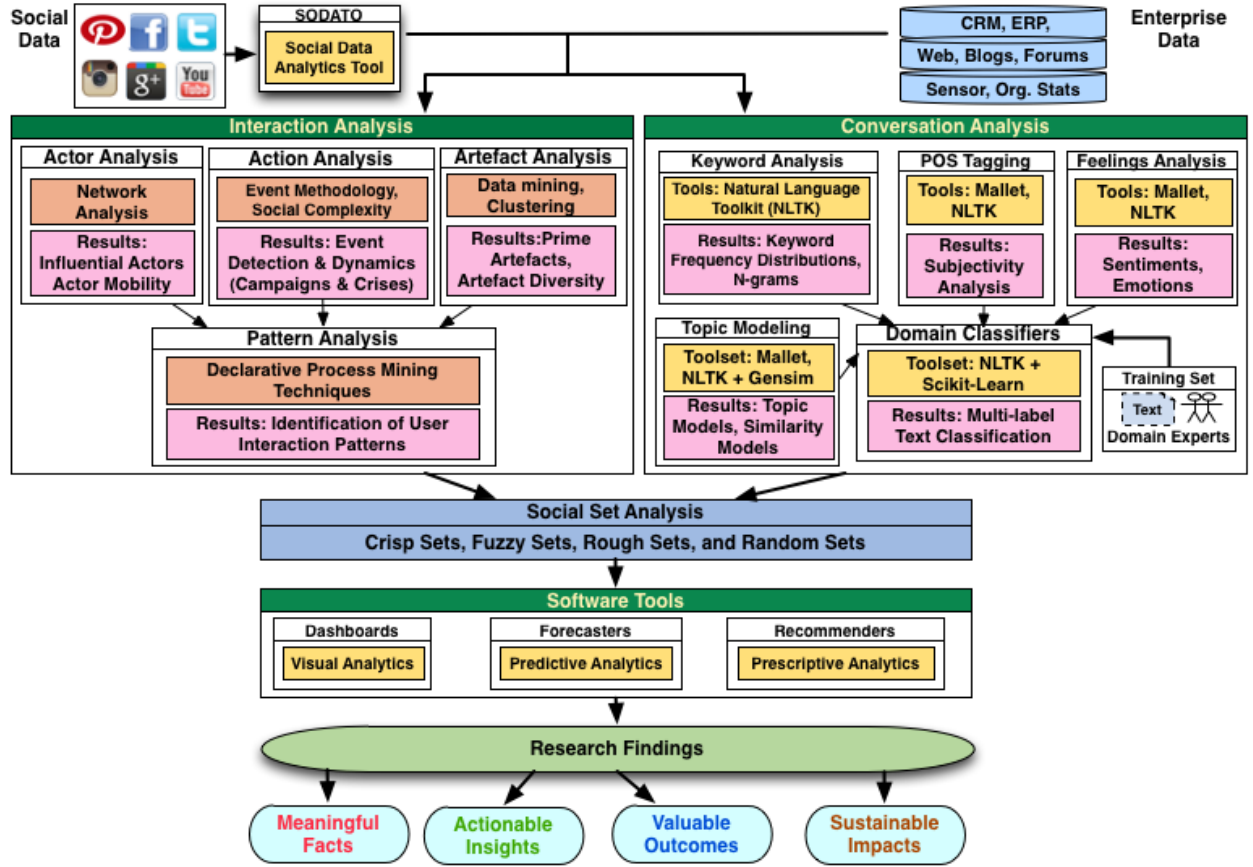 Social
Data
SODATO
Social Data
Analytics Tool
You
Tube
g+
CRM, ERP,
Web, Blogs, Forums
Sensor, Org. Stats
Enterprise
Data
Interaction Analysis
Actor Analysis
Network
Analysis
Results:
Influential Actors
Actor Mobility
Action Analysis
Event Methodology,
Social Complexity
Results: Event
Detection & Dynamics
(Campaigns & Crises)
Artefact Analysis
Data mining,
Clustering
Results:Prime
Artefacts,
Artefact Diversity
Pattern Analysis
Declarative Process Mining
Techniques
Results: Identification of User
Interaction Patterns
Conversation Analysis
Keyword Analysis
Tools: Natural Language
Toolkit (NLTK)
Results: Keyword
Frequency Distributions,
N-grams
POS Tagging
Tools: Mallet,
NLTK
Results:
Subjectivity
Analysis
Feelings Analysis
Tools: Mallet,
NLTK
Results:
Sentiments,
Emotions
Topic Modeling
Toolset: Mallet,
NLTK + Gensim
Results: Topic
Models, Similarity
Models
Domain Classifiers
Toolset: NLTK +
Scikit-Learn
Results: Multi-label
Text Classification
Training Set
Text
Domain Experts
Social Set Analysis
Crisp Sets, Fuzzy Sets, Rough Sets, and Random Sets
Software Tools
Dashboards
Visual Analytics
Forecasters
Predictive Analytics
Recommenders
Prescriptive Analytics
Research Findings
Meaningful
Facts
Actionable
Insights
Valuable
Outcomes
Sustainable
Impacts